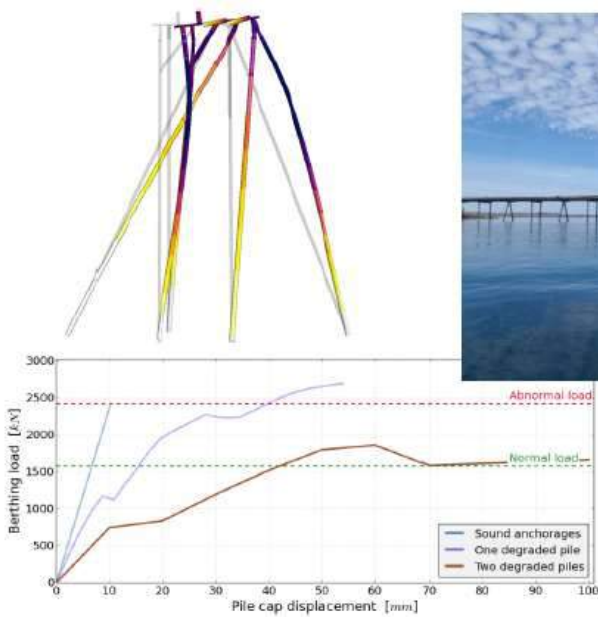 3000
2500
2000
1500
1000
500
0
Berthing load [kN]
Abnormal load
Normal load
Sound anchorages
One degraded pile
Two degraded piles
0
10
20
30
40
50
60
70
80
90
100
Pile cap displacement [mm]